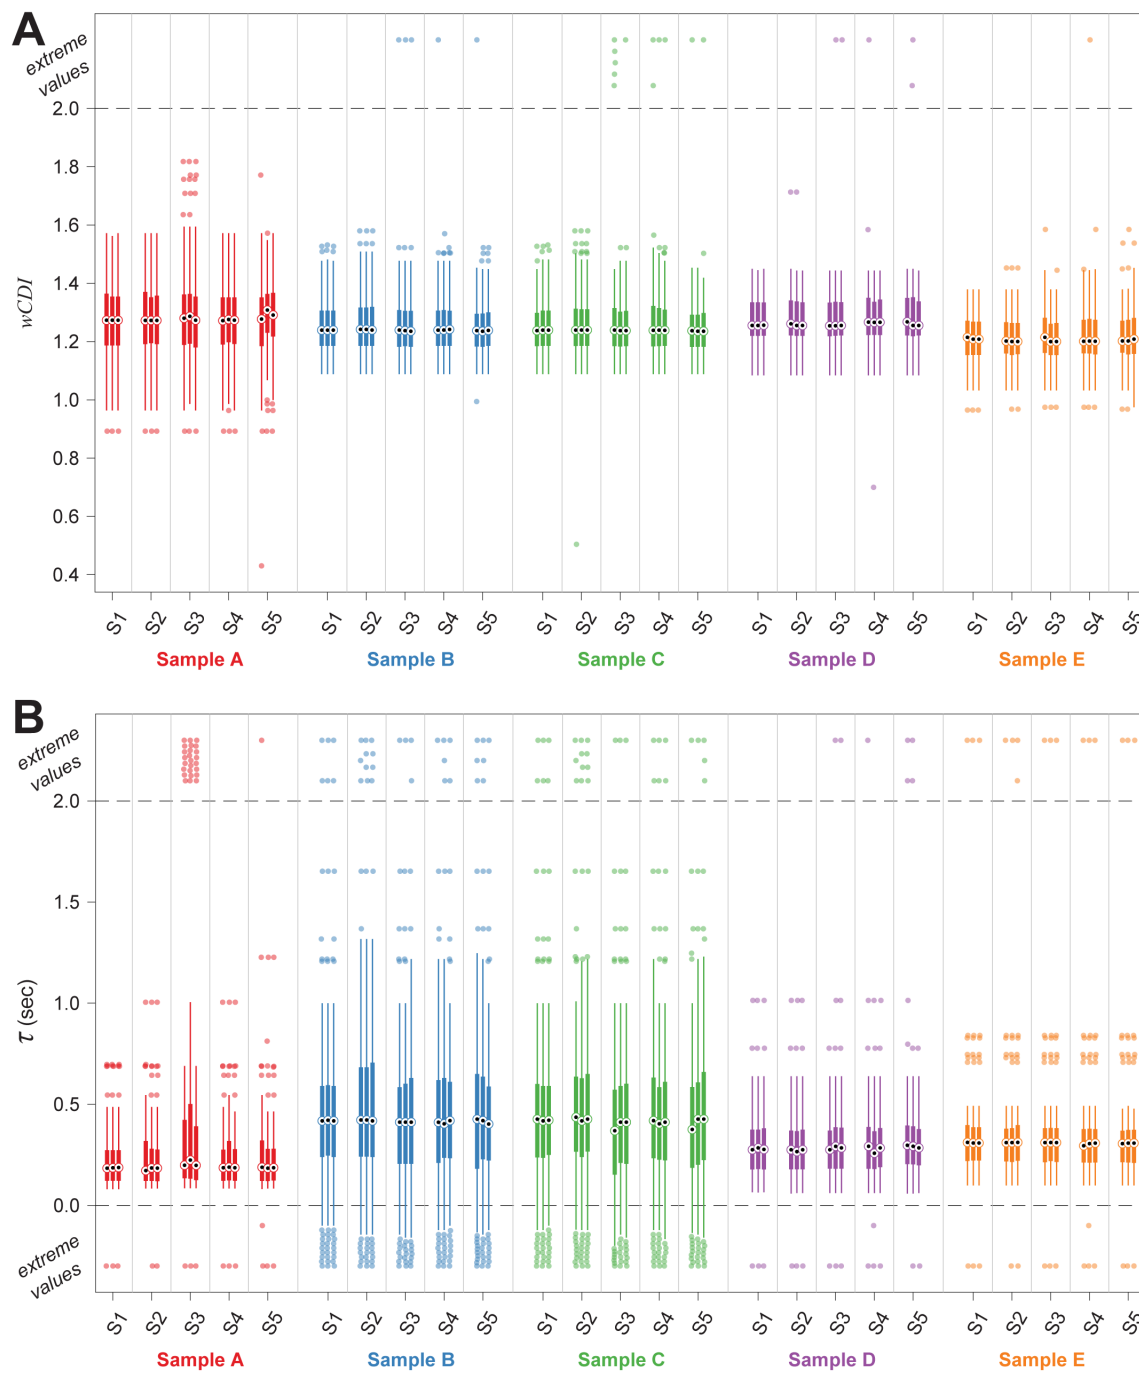 A
extreme
values
2.0
1.8
1.6
1.4
1.2
1.0
0.8
0.6
0.4
wCDI
S1 S2 S3 S4 S5 S1 S2 S3 S4 S5 S1 S2 S3 S4 S5 S1 S2 S3 S4 S5 S1 S2 S3 S4 S5
Sample A Sample B Sample C Sample D Sample E
B
extreme
values
2.0
1.5
1.0
0.5
0.0
τ (sec)
extreme
values
S1 S2 S3 S4 S5 S1 S2 S3 S4 S5 S1 S2 S3 S4 S5 S1 S2 S3 S4 S5 S1 S2 S3 S4 S5
Sample A Sample B Sample C Sample D Sample E